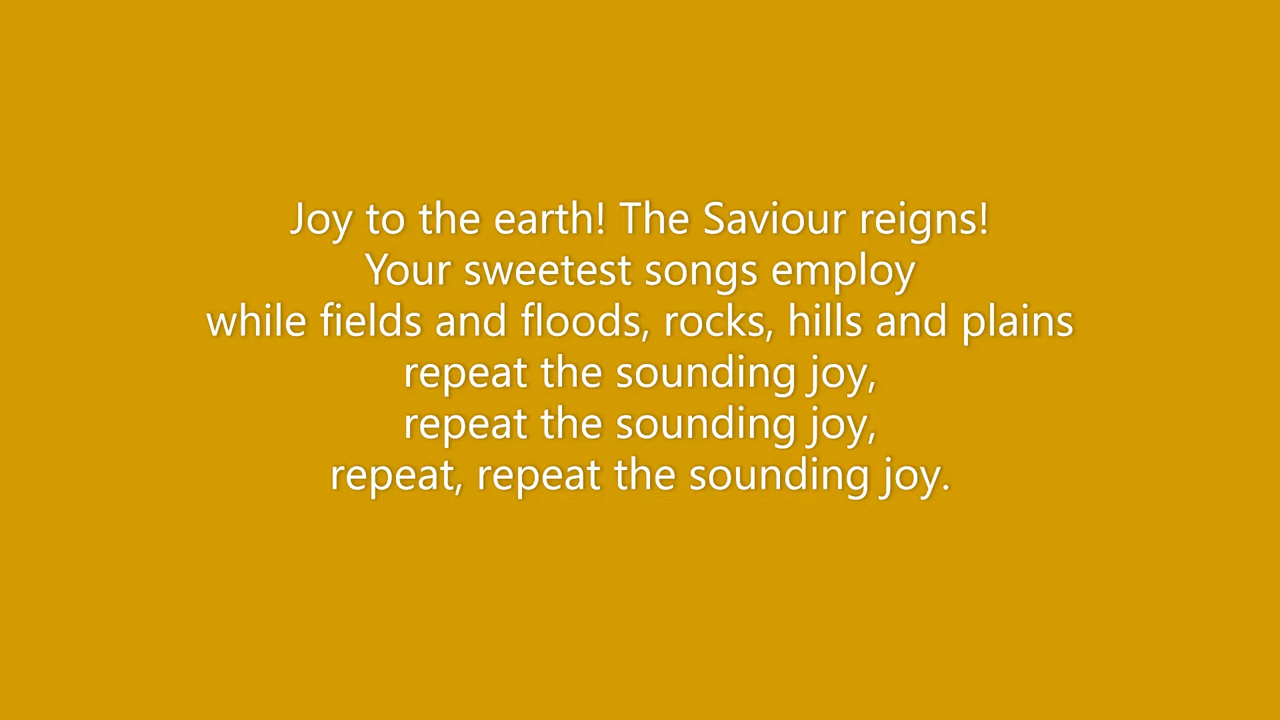 Joy to the earth! The Saviour reigns!
Your sweetest songs employ
while fields and floods, rocks, hills and plains
repeat the sounding joy,
repeat the sounding joy,
repeat, repeat the sounding joy.